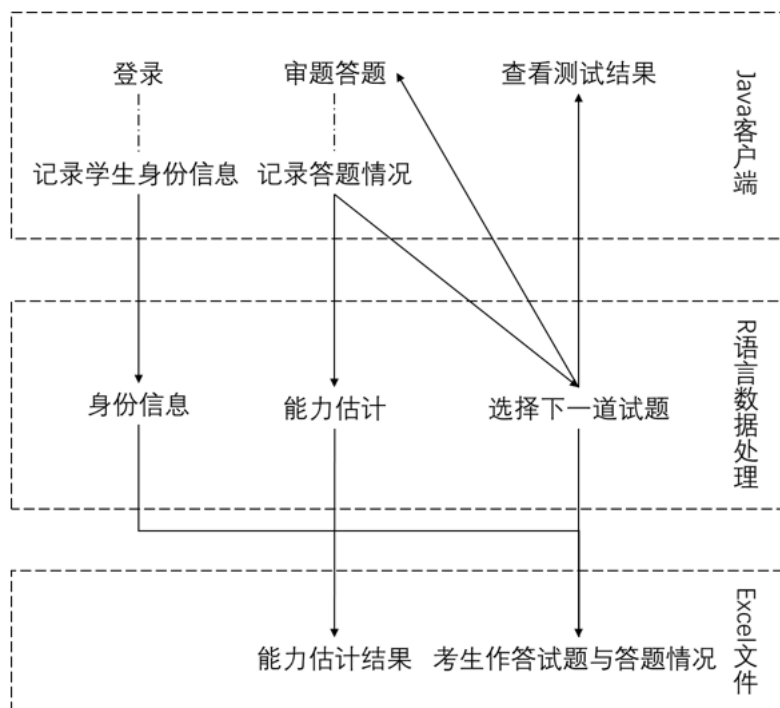 登录
审题答题
查看测试结果
记录学生身份信息
记录答题情况
Java客户端
身份信息
能力估计
选择下一道试题
R语言数据处理
能力估计结果
考生作答试题与答题情况
Excel文件